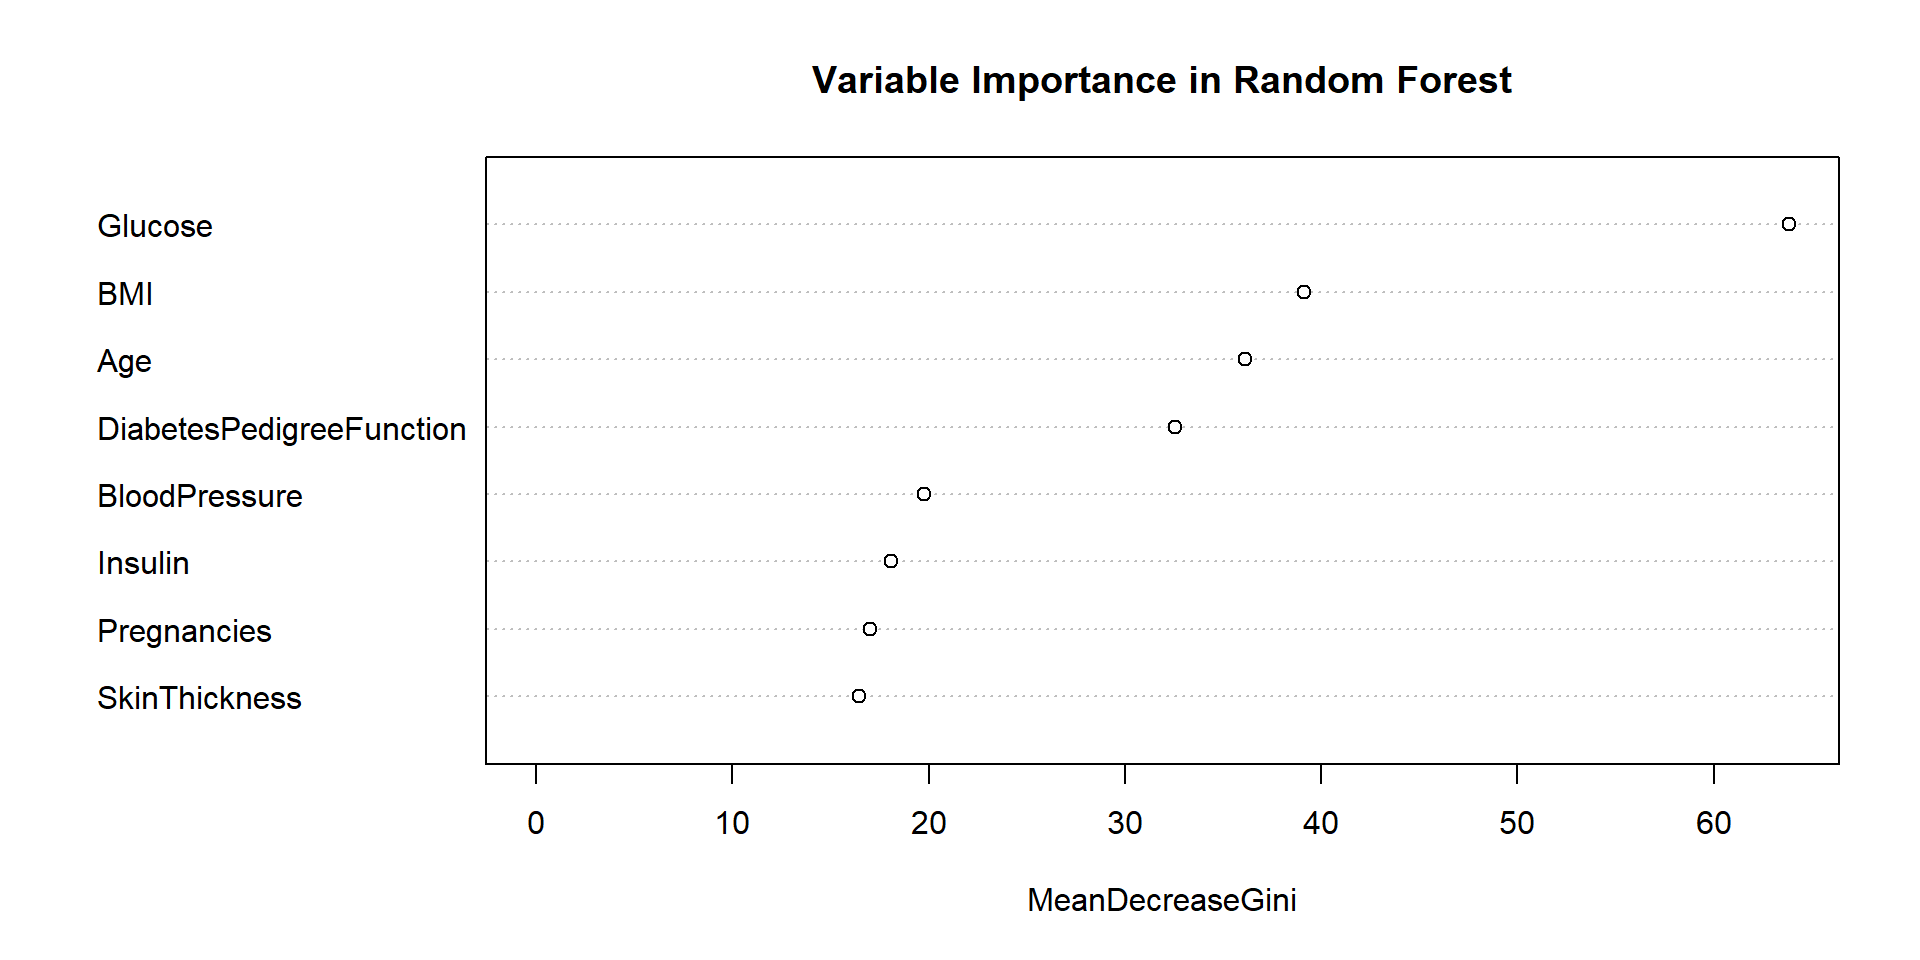 Variable Importance in Random Forest
Glucose
BMI
Age
DiabetesPedigreeFunction
BloodPressure
Insulin
Pregnancies
SkinThickness
0 10 20 30 40 50 60
MeanDecreaseGini